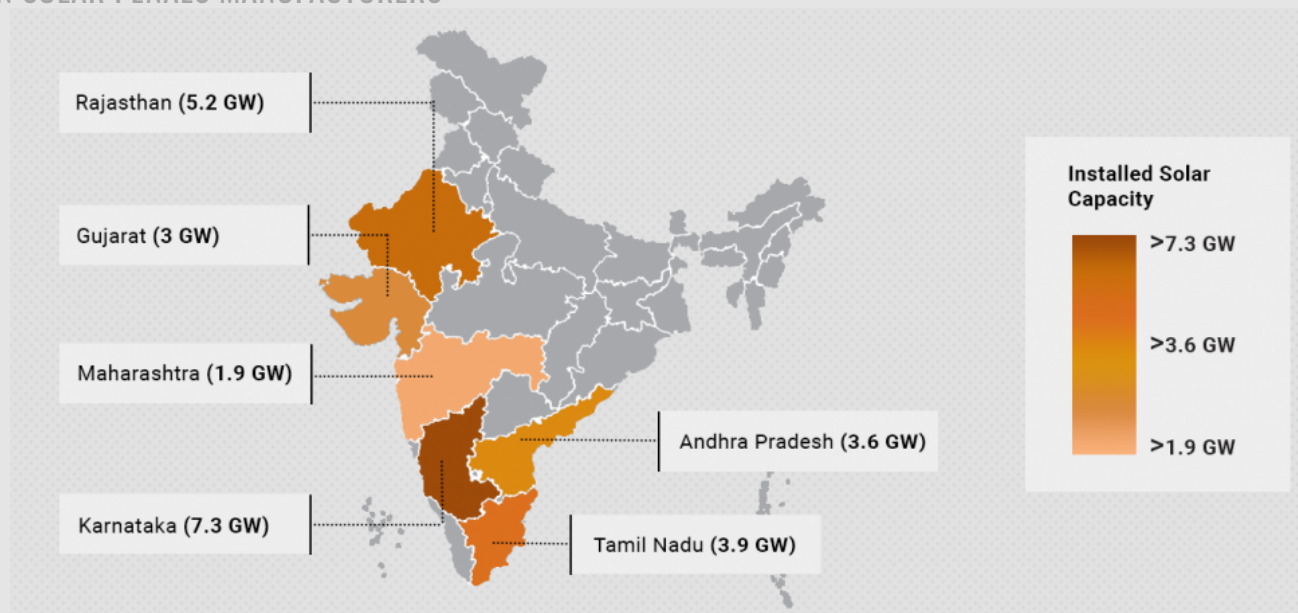 Rajasthan (5.2 GW)
Gujarat (3 GW)
Maharashtra (1.9 GW)
Karnataka (7.3 GW)
Andhra Pradesh (3.6 GW)
Tamil Nadu (3.9 GW)
Installed Solar
Capacity
>7.3 GW
>3.6 GW
>1.9 GW